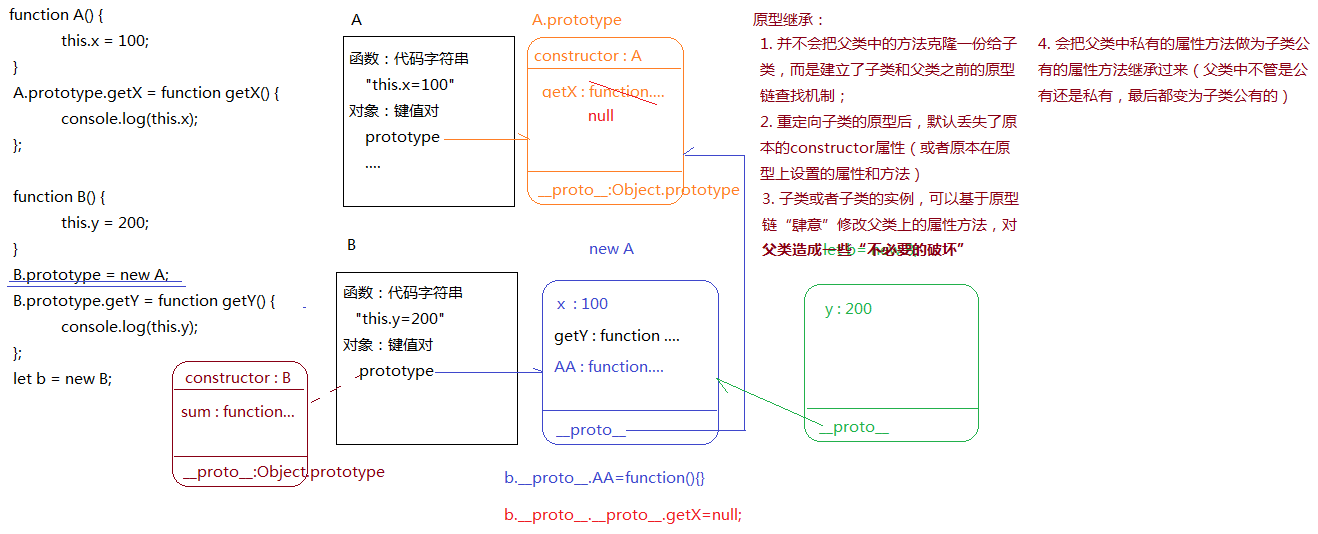 function A() {
this.x = 100;
}
A.prototype.getX = function getX() {
console.log(this.x);
};
function B() {
this.y = 200;
}
B.prototype = new A;
B.prototype.getY = function getY() {
console.log(this.y);
};
let b = new B;
constructor : B
sum : function...
__proto__:Object.prototype
A
函数：代码字符串
"this.x=100"
对象：键值对
prototype
....
A.prototype
constructor : A
getX : function....
null
__proto__:Object.prototype
B
函数：代码字符串
"this.y=200"
对象：键值对
prototype
new A
x : 100
getY : function ....
AA : function....
__proto__
b.__proto__.AA=function(){}
b.__proto__.__proto__.getX=null;
y : 200
__proto__
原型继承：
1. 并不会把父类中的方法克隆一份给子
类，而是建立了子类和父类之前的原型
链查找机制；
2. 重定向子类的原型后，默认丢失了原
本的constructor属性（或者原本在原
型上设置的属性和方法）
3. 子类或者子类的实例，可以基于原型
链“肆意”修改父类上的属性方法，对
父类造成一些“不必要的破坏”
4. 会把父类中私有的属性方法做为子类公
有的属性方法继承过来（父类中不管是公
有还是私有，最后都变为子类公有的）